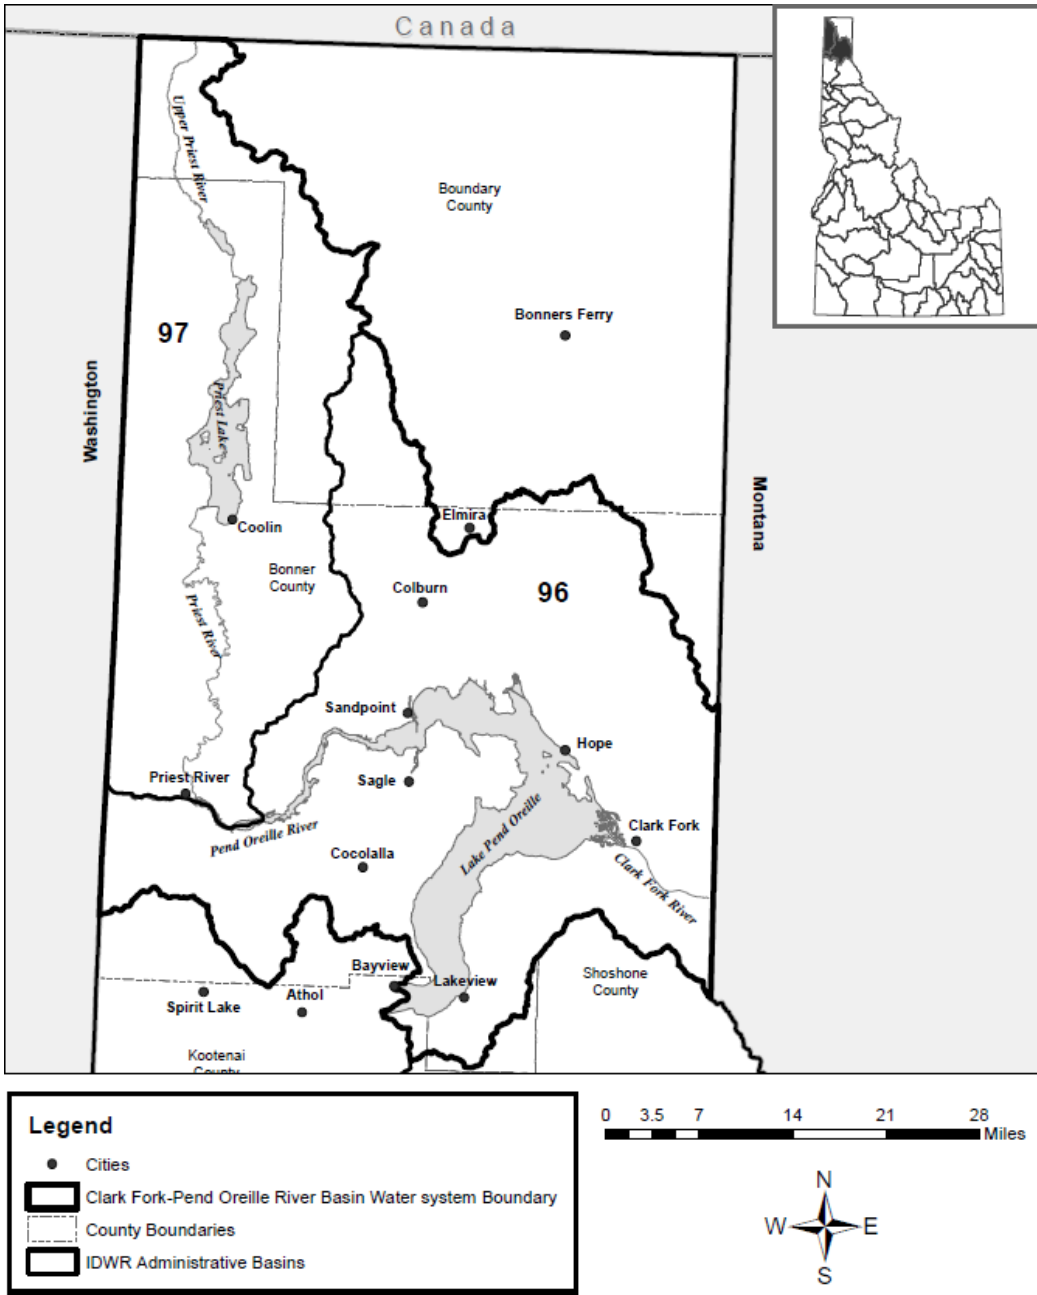 Canada
Upper Priest River
Boundary
County
Bonners Ferry
97
Washington
Priest Lake
Montana
Elmira
Coolin
Bonner
County
Colburn
96
Priest River
Sandpoint
Hope
Priest River
Sagle
Lake Pend Oreille
Clark Fork
Pend Oreille River
Cocolalla
Clark Fork River
Bayview
Lakeview
Shoshone
County
Spirit Lake
Athol
Kootenai
County
Legend
Cities
Clark Fork-Pend Oreille River Basin Water system Boundary
County Boundaries
IDWR Administrative Basins
0 3.5 7 14 21 28
Miles
N
W E
S